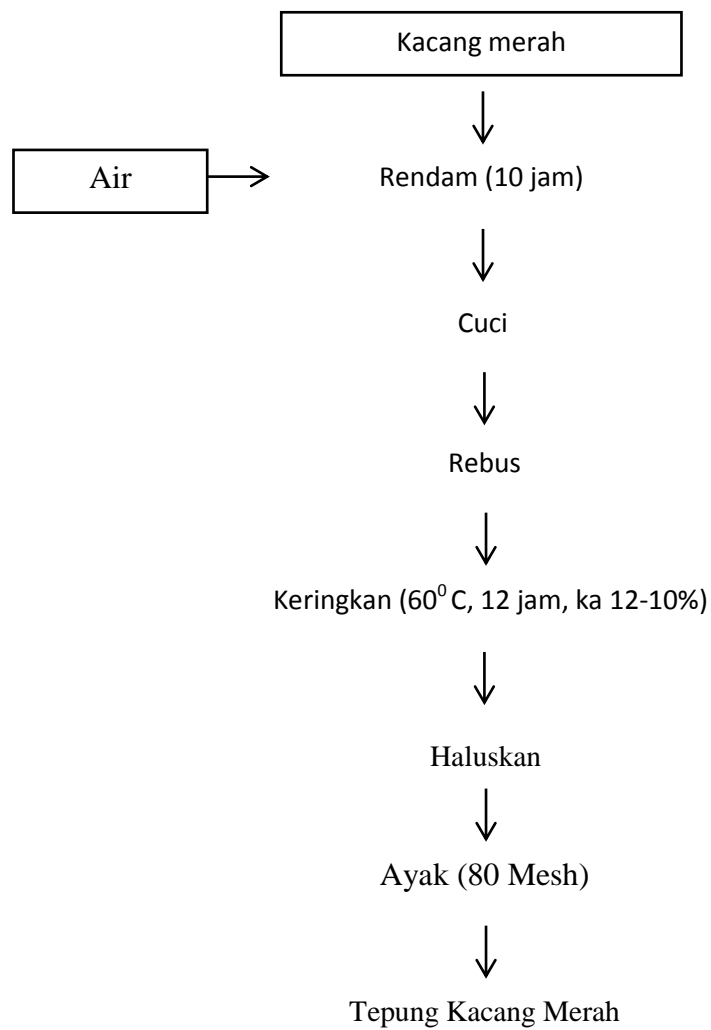 Kacang merah
Air
Rendam (10 jam)
Cuci
Rebus
Keringkan (60⁰ C, 12 jam, ka 12-10%)
Haluskan
Ayak (80 Mesh)
Tepung Kacang Merah